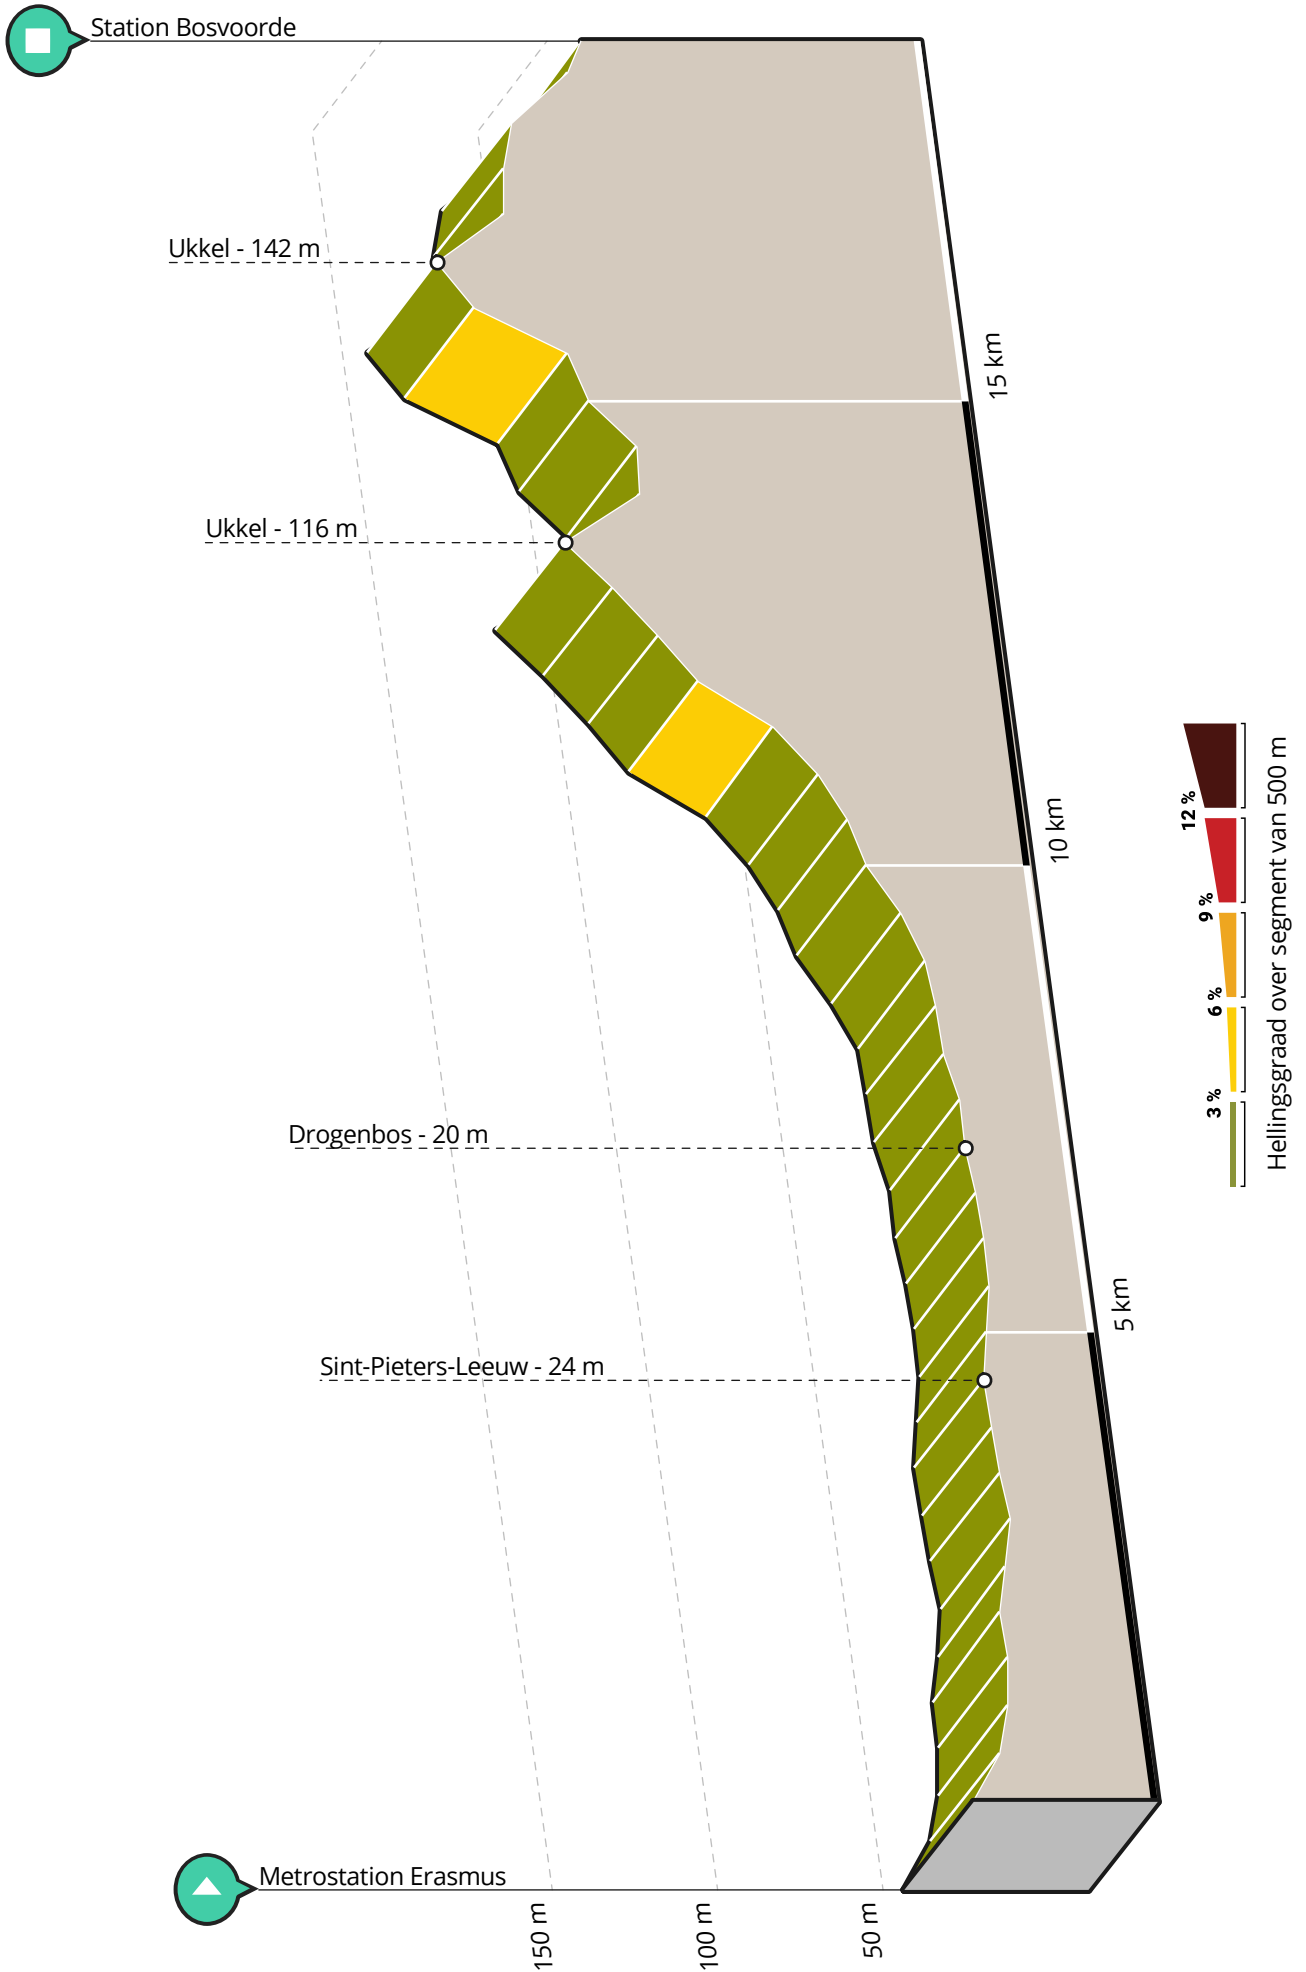 Station Bosvoorde
Ukkel - 142 m
15 km
Ukkel - 116 m
10 km
12 %
9 %
6 %
3 %
Hellingsgraad over segment van 500 m
Drogenbos - 20 m
5 km
Sint-Pieters-Leeuw - 24 m
Metrostation Erasmus
150 m
100 m
50 m